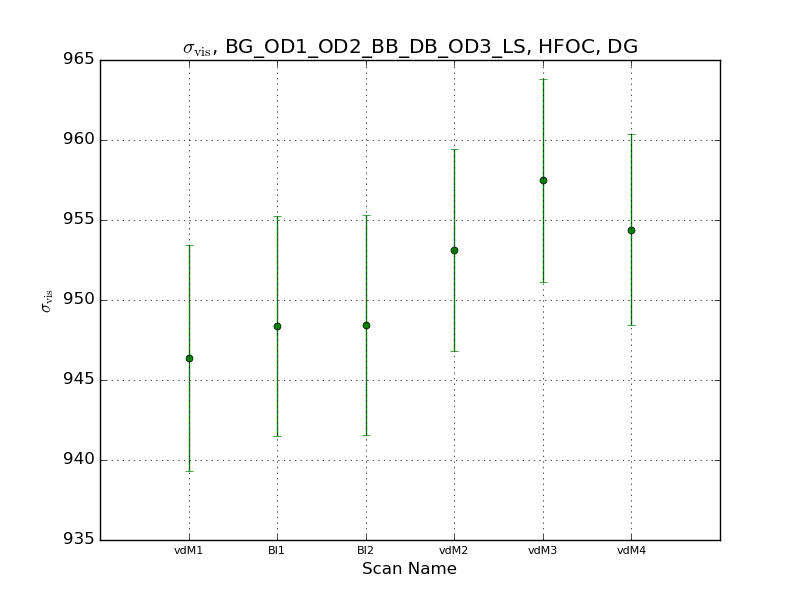 σvis, BG_OD1_OD2_BB_DB_OD3_LS, HFOC, DG
965
960
955
950
945
940
935
σvis
vdM1 BI1 BI2 vdM2 vdM3 vdM4
Scan Name